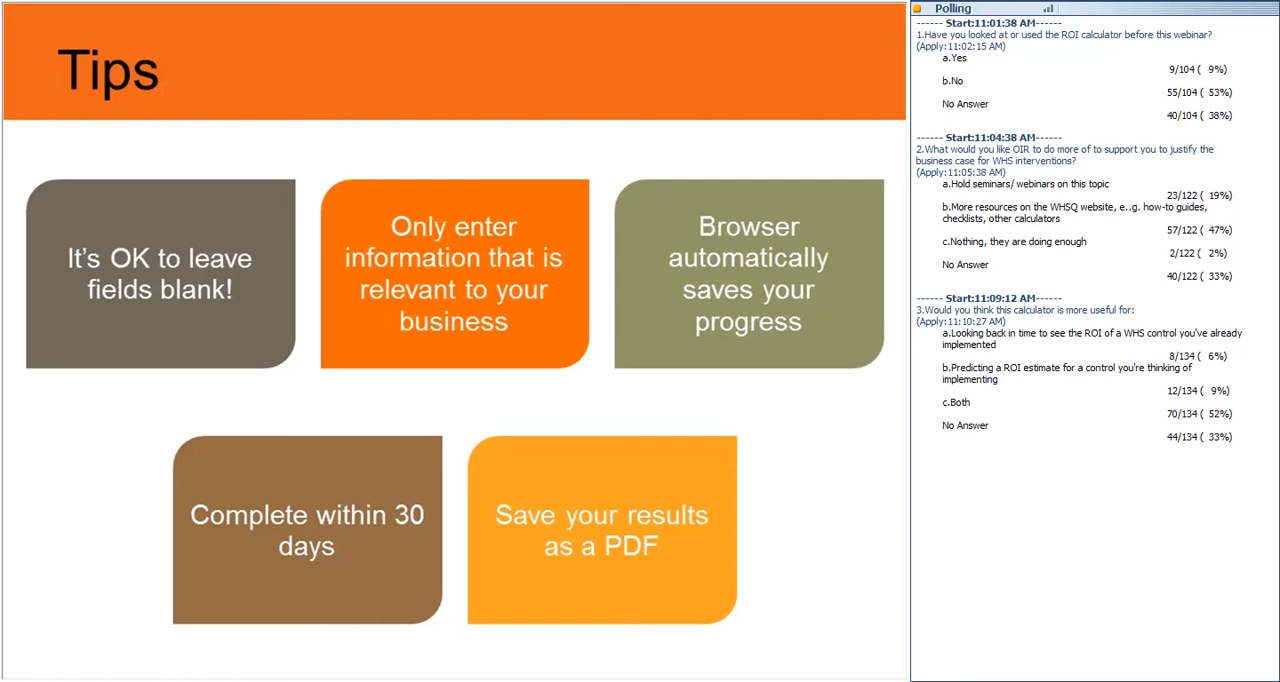 Tips
It's OK to leave
fields blank!
Only enter
information that is
relevant to your
business
Browser
automatically
saves your
progress
Complete within 30
days
Save your results
as a PDF
Polling
------ Start:11:01:38 AM------
1.Have you looked at or used the ROI calculator before this webinar?
(Apply:11:02:15 AM)
a.Yes
9/104 ( 9%)
b.No
55/104 ( 53%)
No Answer
40/104 ( 38%)
------ Start:11:04:38 AM------
2.What would you like OIR to do more of to support you to justify the
business case for WHS interventions?
(Apply:11:05:38 AM)
a.Hold seminars/ webinars on this topic
23/122 ( 19%)
b.More resources on the WHSQ website, e..g. how-to guides,
checklists, other calculators
57/122 ( 47%)
c.Nothing, they are doing enough
2/122 ( 2%)
No Answer
40/122 ( 33%)
------ Start:11:09:12 AM------
3.Would you think this calculator is more useful for:
(Apply:11:10:27 AM)
a.Looking back in time to see the ROI of a WHS control you've already
implemented
8/134 ( 6%)
b.Predicting a ROI estimate for a control you're thinking of
implementing
12/134 ( 9%)
c.Both
70/134 ( 52%)
No Answer
44/134 ( 33%)